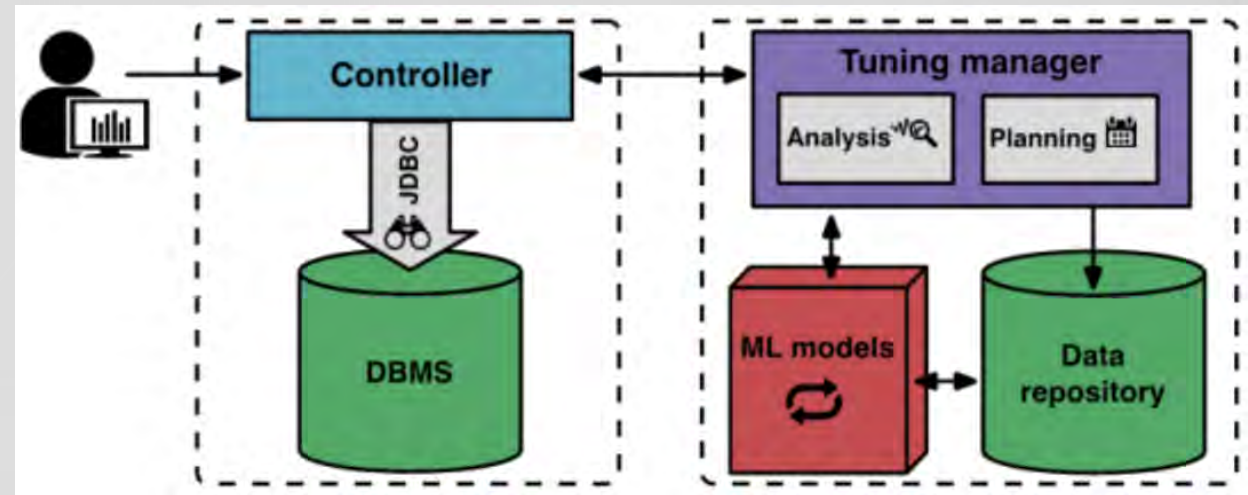 Controller
Tuning manager
Analysis
Planning
JDBC
DBMS
ML models
Data
repository